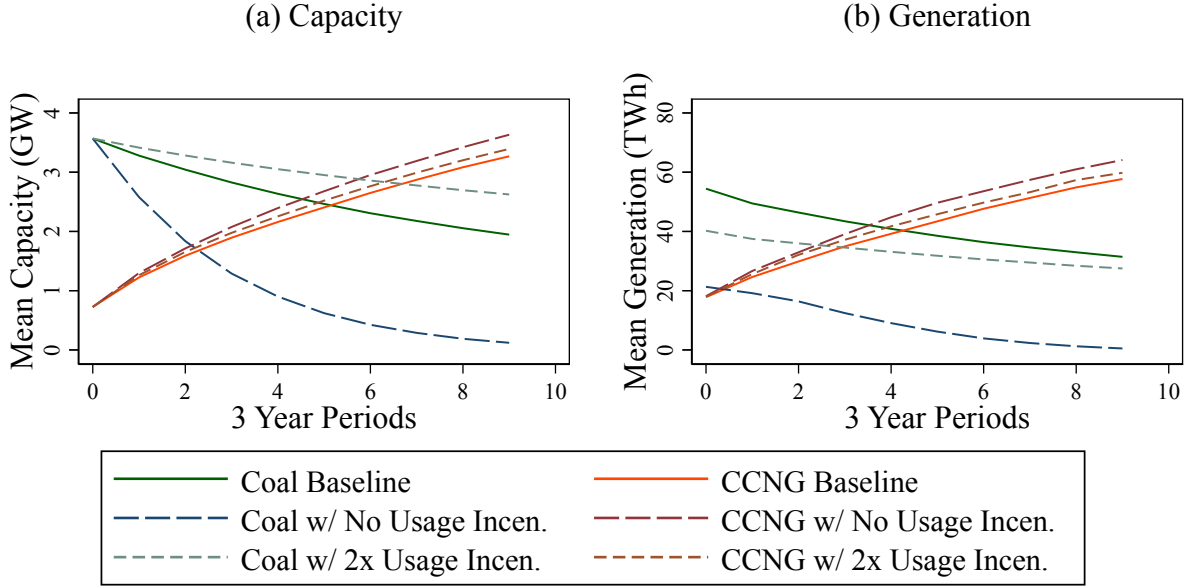 (a) Capacity
Mean Capacity (GW)
4
3
2
1
0
0 2 4 6 8 10
3 Year Periods
(b) Generation
Mean Generation (TWh)
80
60
40
20
0
0 2 4 6 8 10
3 Year Periods
Coal Baseline
CCNG Baseline
Coal w/ No Usage Incen.
CCNG w/ No Usage Incen.
Coal w/ 2x Usage Incen.
CCNG w/ 2x Usage Incen.